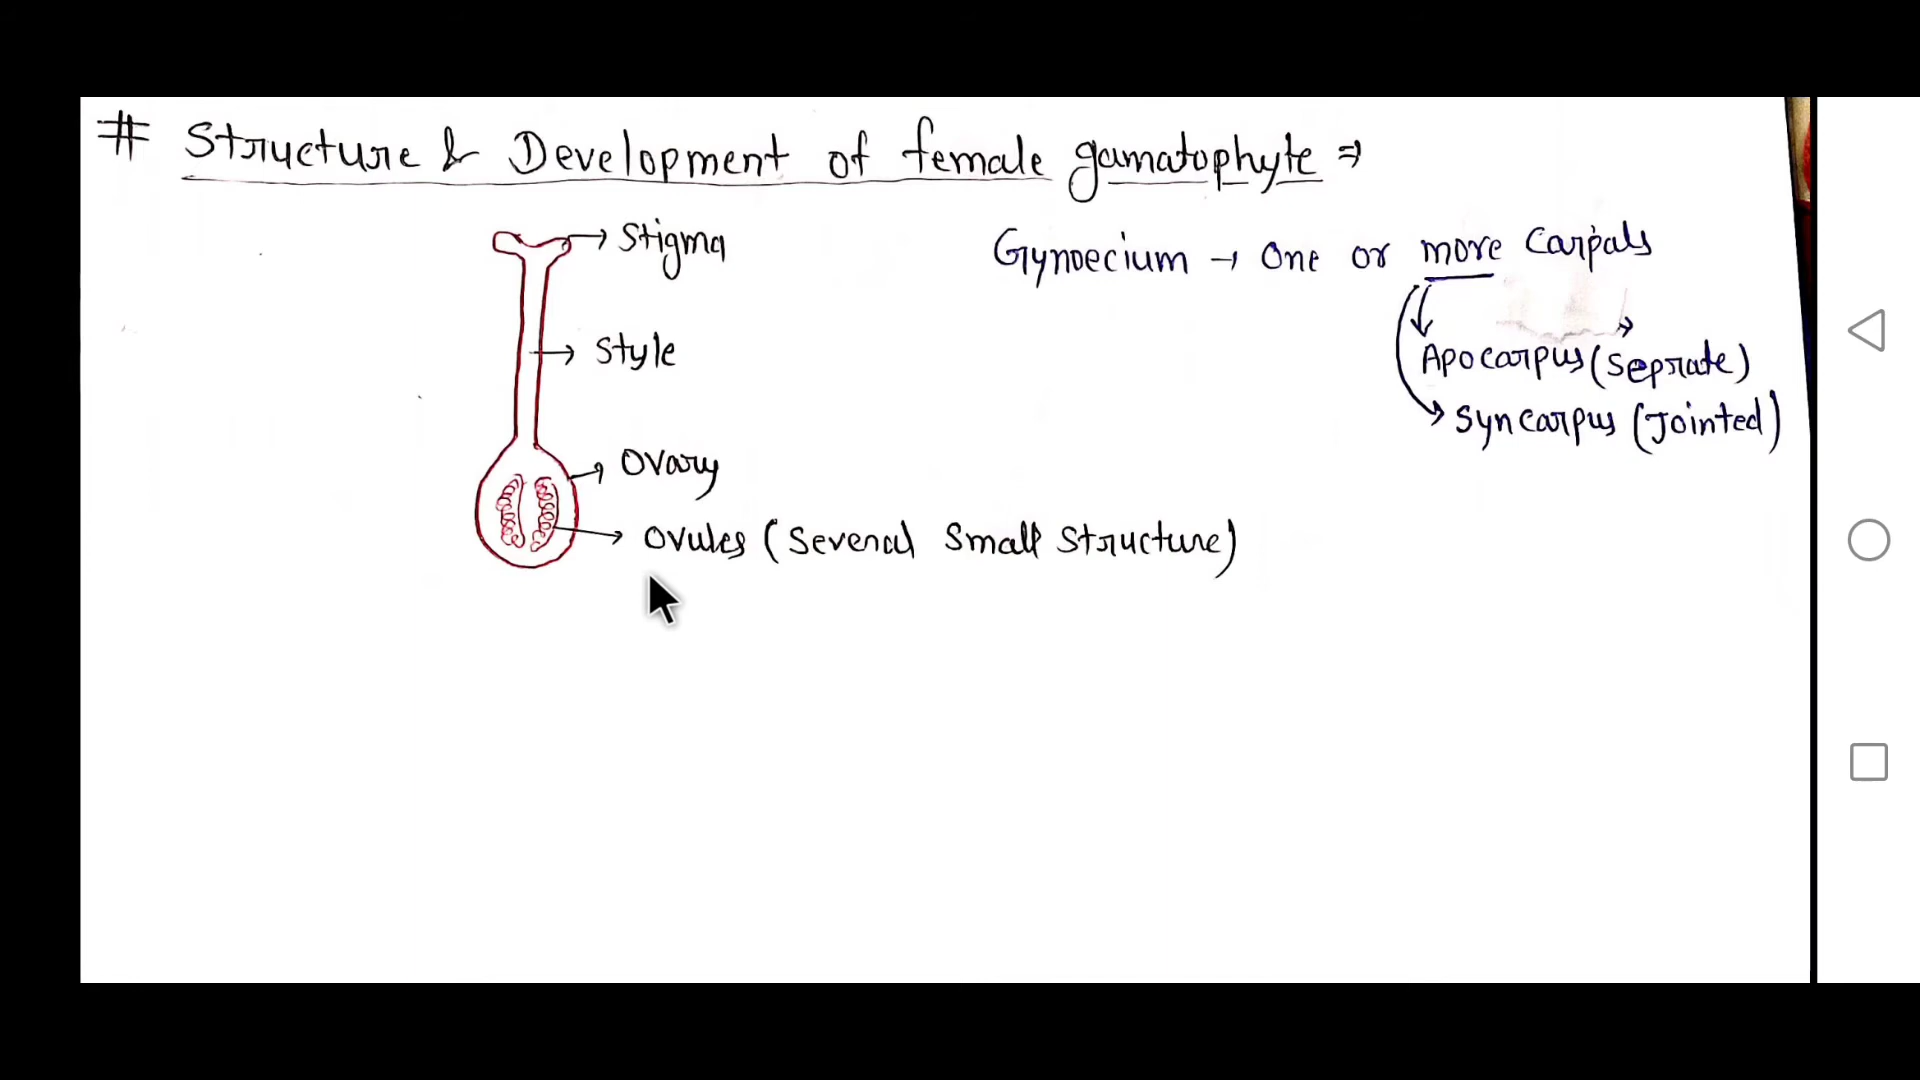 # Structure & Development of female gamatophyte ⇒
Stigma
Gynoecium → One or more Carpals
Style
Apocarpus (Seprate)
Syncarpus (Jointed)
Ovary
Ovules (Several Small Structure)